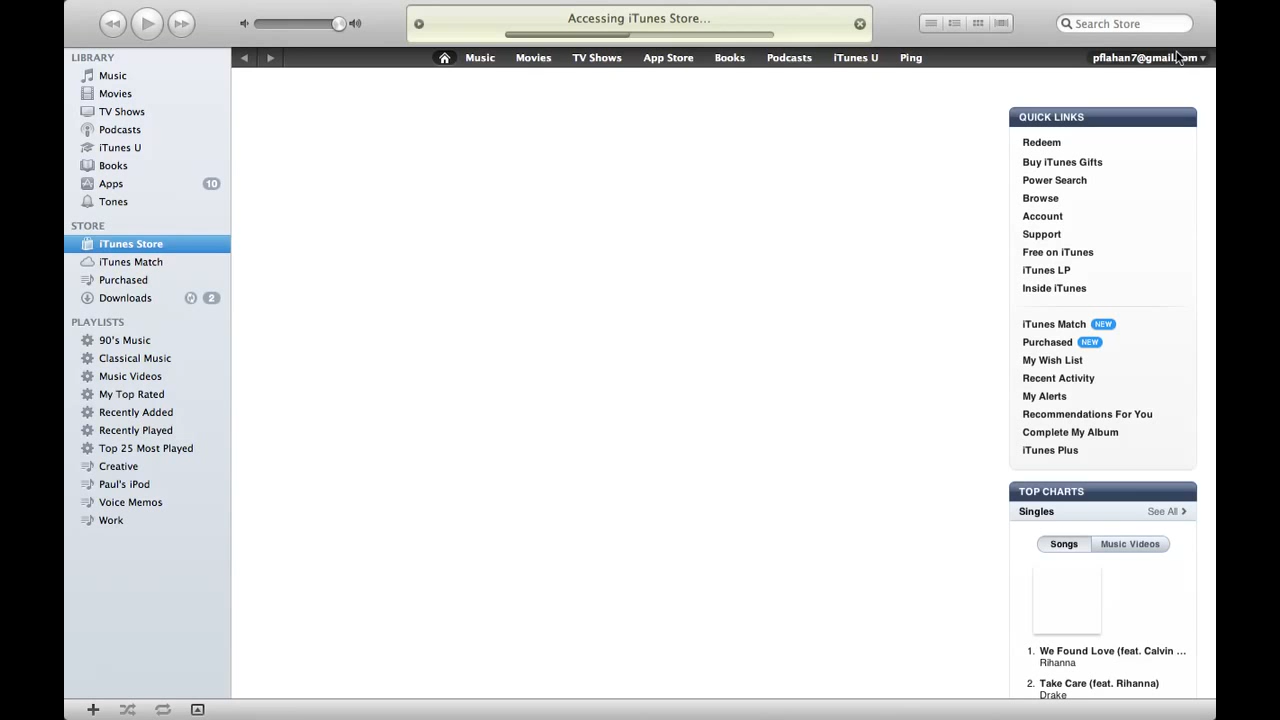 Accessing iTunes Store...
Search Store
LIBRARY
Music
Movies
TV Shows
Podcasts
iTunes U
Books
Apps 10
Tones
STORE
iTunes Store
iTunes Match
Purchased
Downloads 2
PLAYLISTS
90's Music
Classical Music
Music Videos
My Top Rated
Recently Added
Recently Played
Top 25 Most Played
Creative
Paul's iPod
Voice Memos
Work
Music Movies TV Shows App Store Books Podcasts iTunes U Ping
pflahan7@gmail.com
QUICK LINKS
Redeem
Buy iTunes Gifts
Power Search
Browse
Account
Support
Free on iTunes
iTunes LP
Inside iTunes
iTunes Match NEW
Purchased NEW
My Wish List
Recent Activity
My Alerts
Recommendations For You
Complete My Album
iTunes Plus
TOP CHARTS
Singles See All
Songs Music Videos
1. We Found Love (feat. Calvin ...
Rihanna
2. Take Care (feat. Rihanna)
Drake